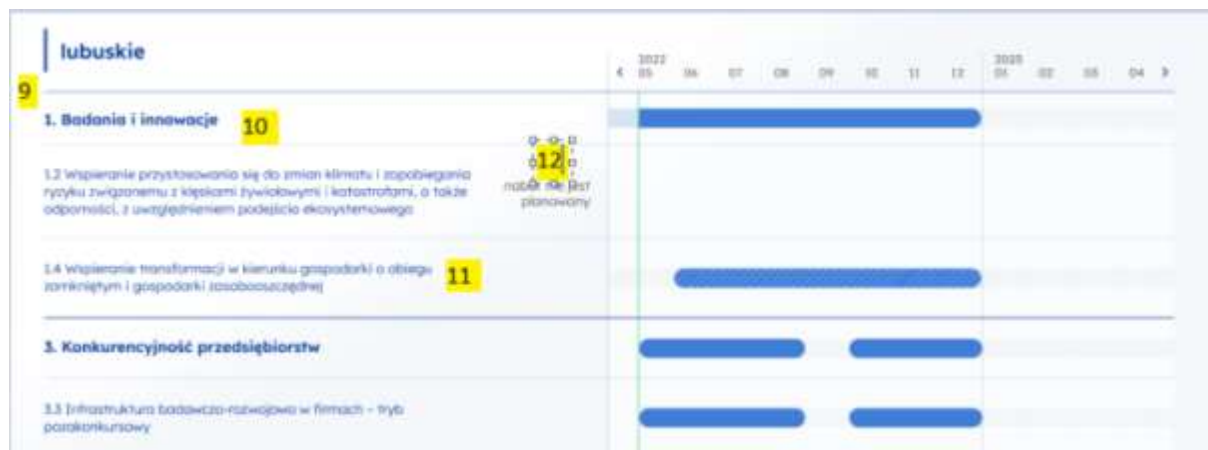 lubuskie
2022 2023
< 05 06 07 08 09 10 11 12 01 02 03 04 >
9
1. Badania i innowacje 10
12
1.2 Wspieranie przystosowania się do zmian klimatu i zapobiegania
ryzyku związanemu z klęskami żywiołowymi i katastrofami, a także
odporności, z uwzględnieniem podejścia ekosystemowego
nabór nie jest
planowany
1.4 Wspieranie transformacji w kierunku gospodarki o obiegu
zamkniętym i gospodarki zasobooszczędnej
11
3. Konkurencyjność przedsiębiorstw
3.3 Infrastruktura badawczo-rozwojowa w firmach – tryb
pozakonkursowy